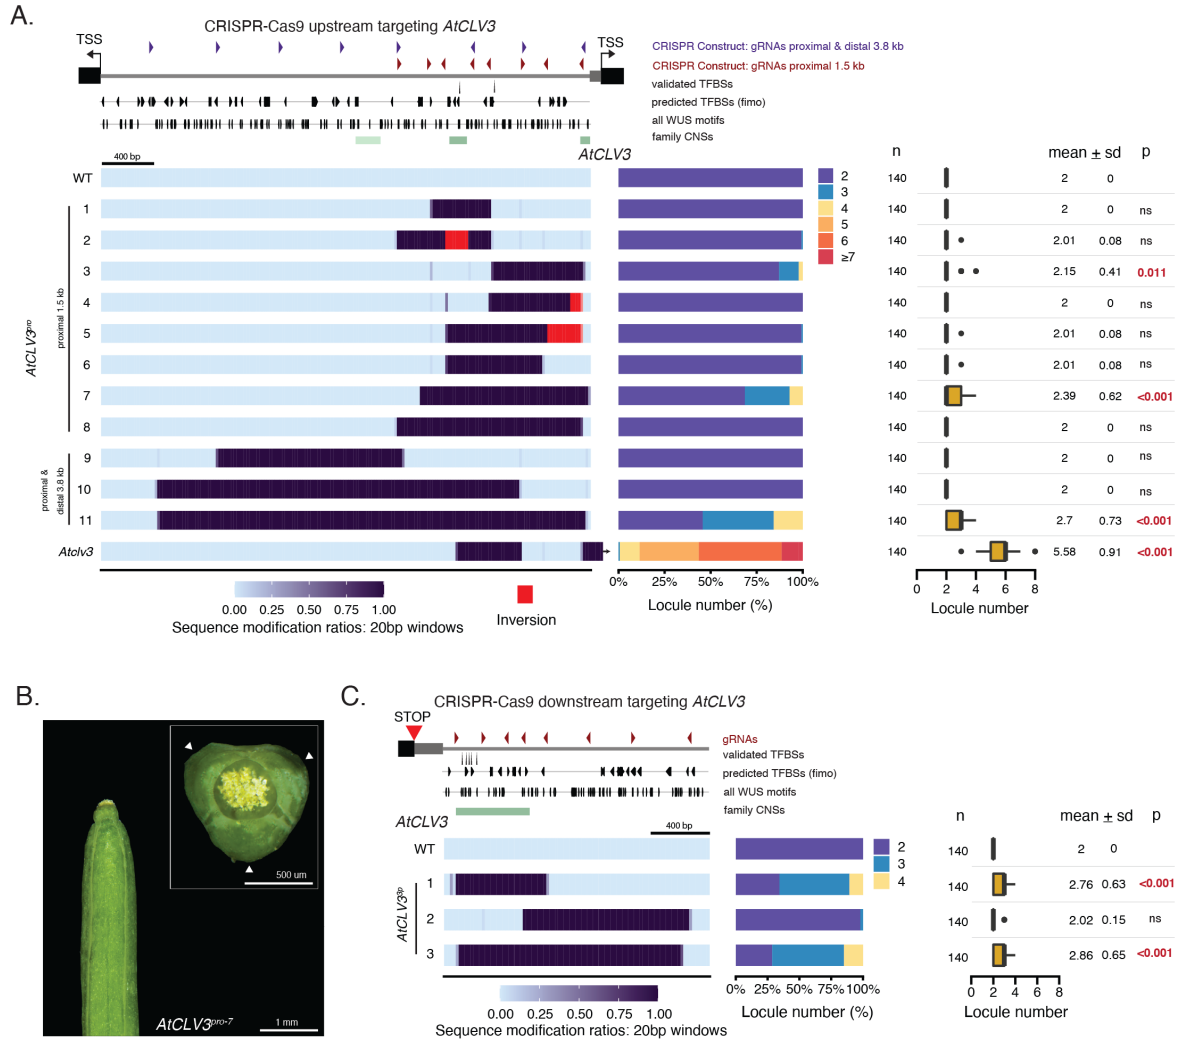 A.
CRISPR-Cas9 upstream targeting AtCLV3
TSS
TSS
CRISPR Construct: gRNAs proximal & distal 3.8 kb
CRISPR Construct: gRNAs proximal 1.5 kb
validated TFBSs
predicted TFBSs (fimo)
all WUS motifs
family CNSs
400 bp
AtCLV3
n mean ± sd p
WT 140 2 0
AtCLV3pro
proximal 1.5 kb
1 140 2 0 ns
2 140 2.01 0.08 ns
3 140 2.15 0.41 0.011
4 140 2 0 ns
5 140 2.01 0.08 ns
6 140 2.01 0.08 ns
7 140 2.39 0.62 <0.001
8 140 2 0 ns
proximal &
distal 3.8 kb
9 140 2 0 ns
10 140 2 0 ns
11 140 2.7 0.73 <0.001
Atclv3 140 5.58 0.91 <0.001
2
3
4
5
6
≥7
0% 25% 50% 75% 100%
Locule number (%)
0 2 4 6 8
Locule number
0.00 0.25 0.50 0.75 1.00
Sequence modification ratios: 20bp windows
Inversion
B.
500 um
AtCLV3pro-7
1 mm
C.
CRISPR-Cas9 downstream targeting AtCLV3
STOP
gRNAs
validated TFBSs
predicted TFBSs (fimo)
all WUS motifs
family CNSs
AtCLV3
400 bp
n mean ± sd p
WT 140 2 0
AtCLV33p
1 140 2.76 0.63 <0.001
2 140 2.02 0.15 ns
3 140 2.86 0.65 <0.001
2
3
4
0% 25% 50% 75% 100%
Locule number (%)
0 2 4 6 8
Locule number
0.00 0.25 0.50 0.75 1.00
Sequence modification ratios: 20bp windows